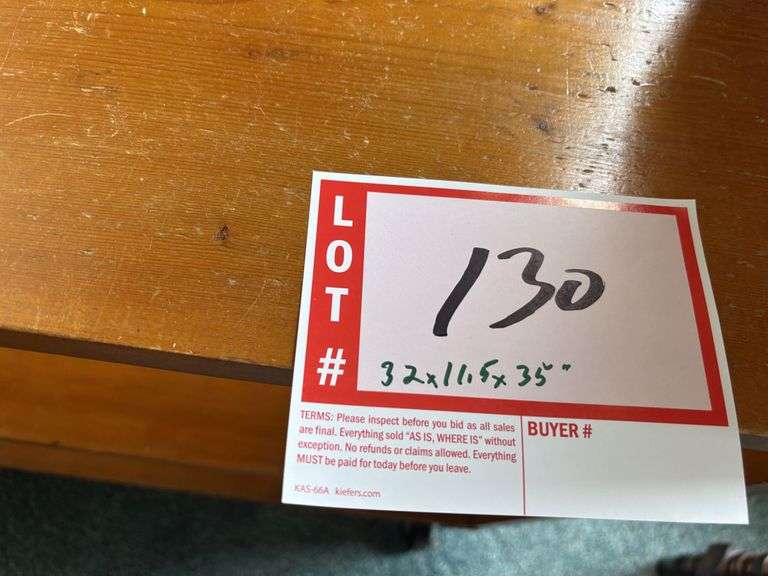 LOT #
130
32x11.5x35"
TERMS: Please inspect before you bid as all sales
are final. Everything sold "AS IS, WHERE IS" without
exception. No refunds or claims allowed. Everything
MUST be paid for today before you leave.
KAS-66A kiefers.com
BUYER #